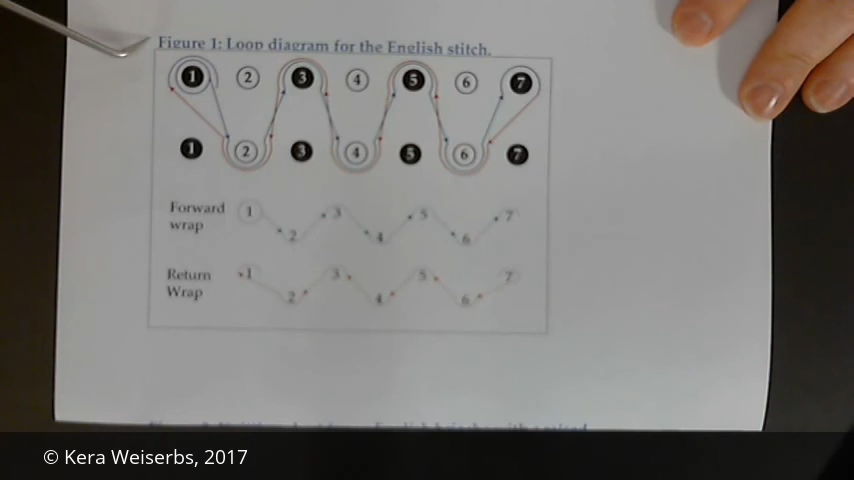 Figure 1: Loop diagram for the English stitch.
1 2 3 4 5 6 7
1 2 3 4 5 6 7
Forward wrap 1 2 3 4 5 6 7
Return Wrap 1 2 3 4 5 6 7
© Kera Weiserbs, 2017